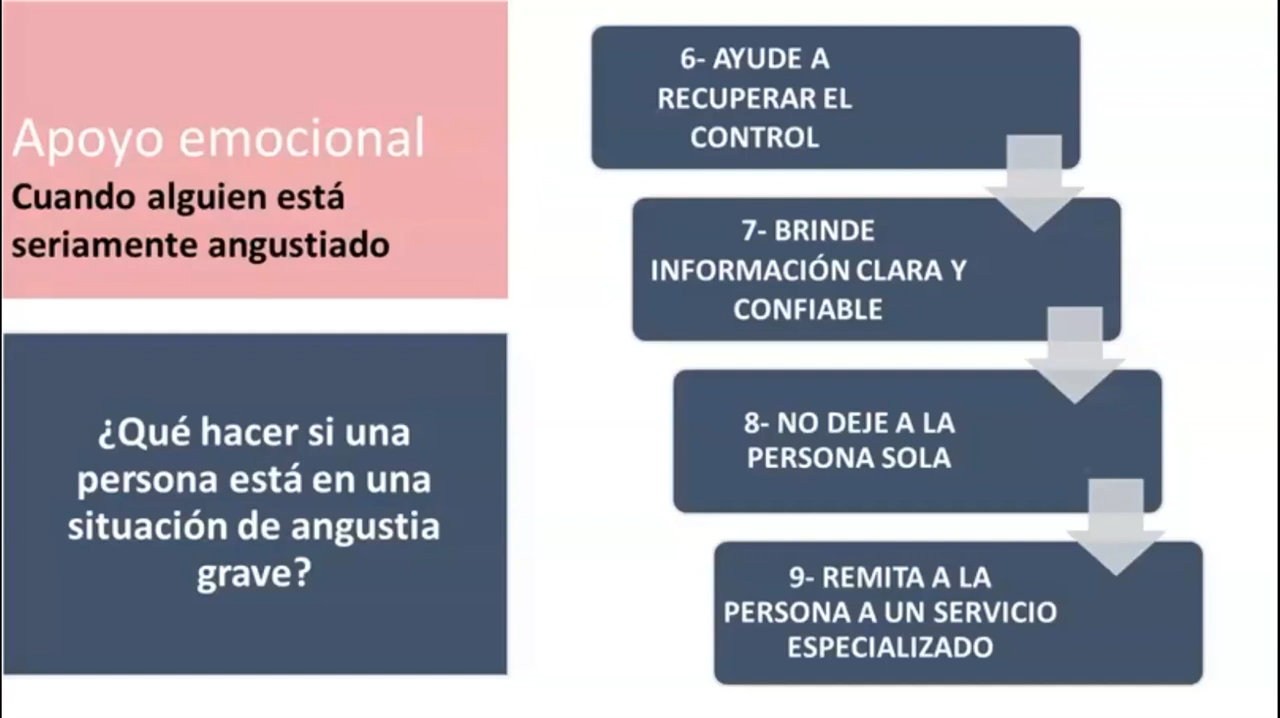 Apoyo emocional
Cuando alguien está
seriamente angustiado
¿Qué hacer si una
persona está en una
situación de angustia
grave?
6- AYUDE A
RECUPERAR EL
CONTROL
7- BRINDE
INFORMACIÓN CLARA Y
CONFIABLE
8- NO DEJE A LA
PERSONA SOLA
9- REMITA A LA
PERSONA A UN SERVICIO
ESPECIALIZADO